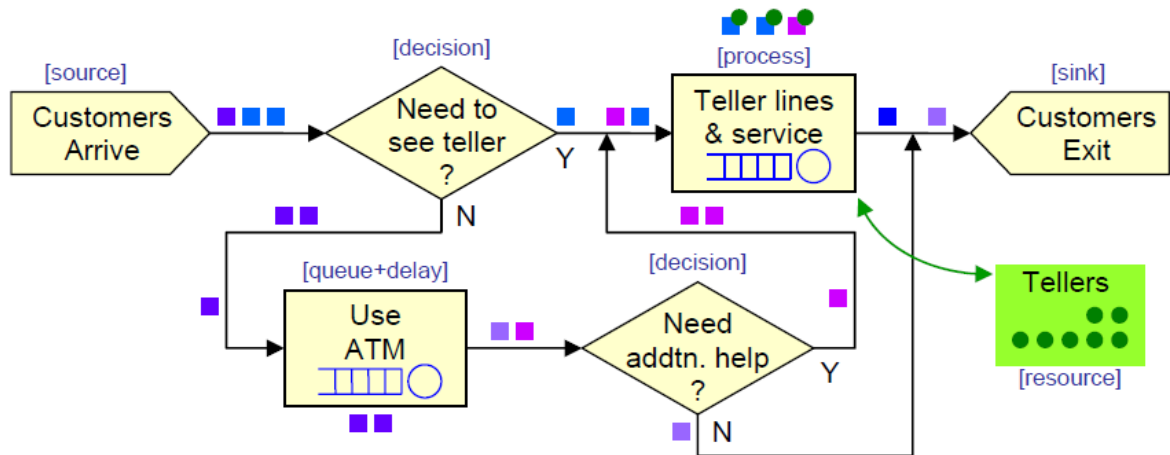 [source]
Customers
Arrive
[decision]
Need to
see teller
?
Y
N
[process]
Teller lines
& service
[sink]
Customers
Exit
[queue+delay]
Use
ATM
[decision]
Need
addtn. help
?
Y
N
Tellers
[resource]